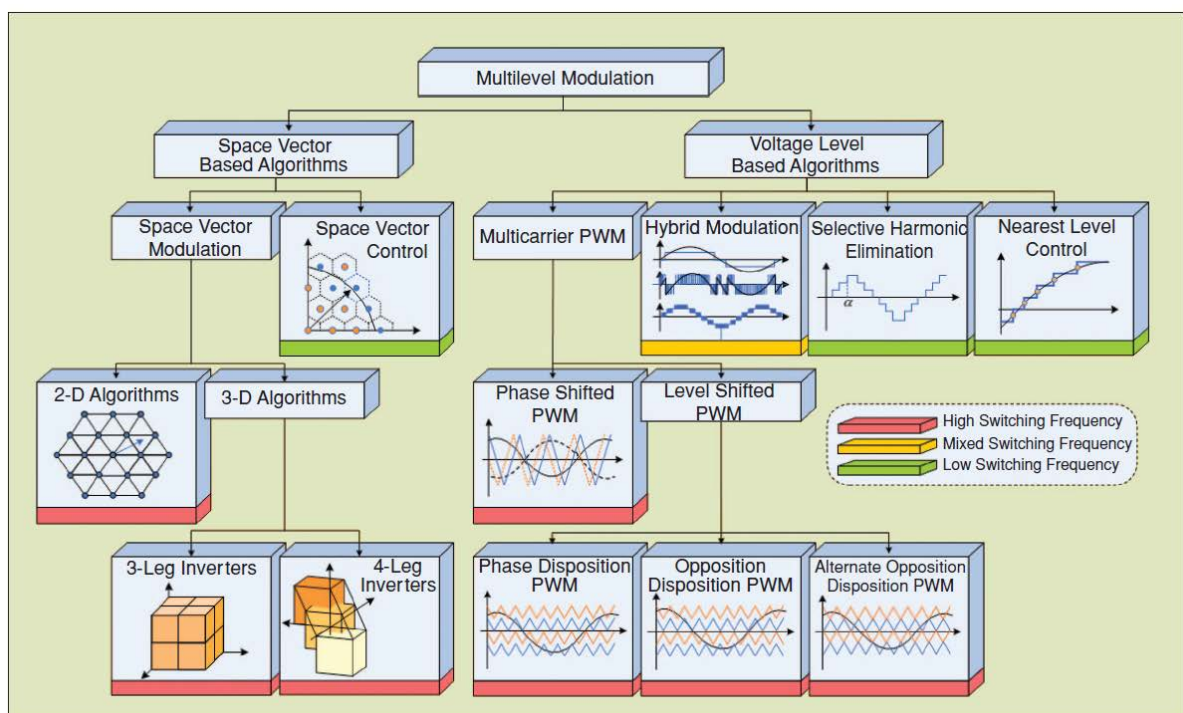 Multilevel Modulation
Space Vector
Based Algorithms
Voltage Level
Based Algorithms
Space Vector
Modulation
Space Vector
Control
Multicarrier PWM
Hybrid Modulation
Selective Harmonic
Elimination
α
Nearest Level
Control
2-D Algorithms
3-D Algorithms
Phase Shifted
PWM
Level Shifted
PWM
High Switching Frequency
Mixed Switching Frequency
Low Switching Frequency
3-Leg Inverters
4-Leg
Inverters
Phase Disposition
PWM
Opposition
Disposition PWM
Alternate Opposition
Disposition PWM